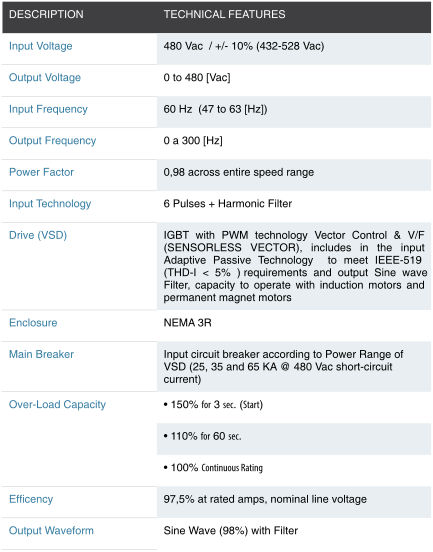 DESCRIPTION TECHNICAL FEATURES
Input Voltage 480 Vac / +/- 10% (432-528 Vac)
Output Voltage 0 to 480 [Vac]
Input Frequency 60 Hz (47 to 63 [Hz])
Output Frequency 0 a 300 [Hz]
Power Factor 0,98 across entire speed range
Input Technology 6 Pulses + Harmonic Filter
Drive (VSD) IGBT with PWM technology Vector Control & V/F
(SENSORLESS VECTOR), includes in the input
Adaptive Passive Technology to meet IEEE-519
(THD-I < 5% ) requirements and output Sine wave
Filter, capacity to operate with induction motors and
permanent magnet motors
Enclosure NEMA 3R
Main Breaker Input circuit breaker according to Power Range of
VSD (25, 35 and 65 KA @ 480 Vac short-circuit
current)
Over-Load Capacity • 150% for 3 sec. (Start)
• 110% for 60 sec.
• 100% Continuous Rating
Efficency 97,5% at rated amps, nominal line voltage
Output Waveform Sine Wave (98%) with Filter